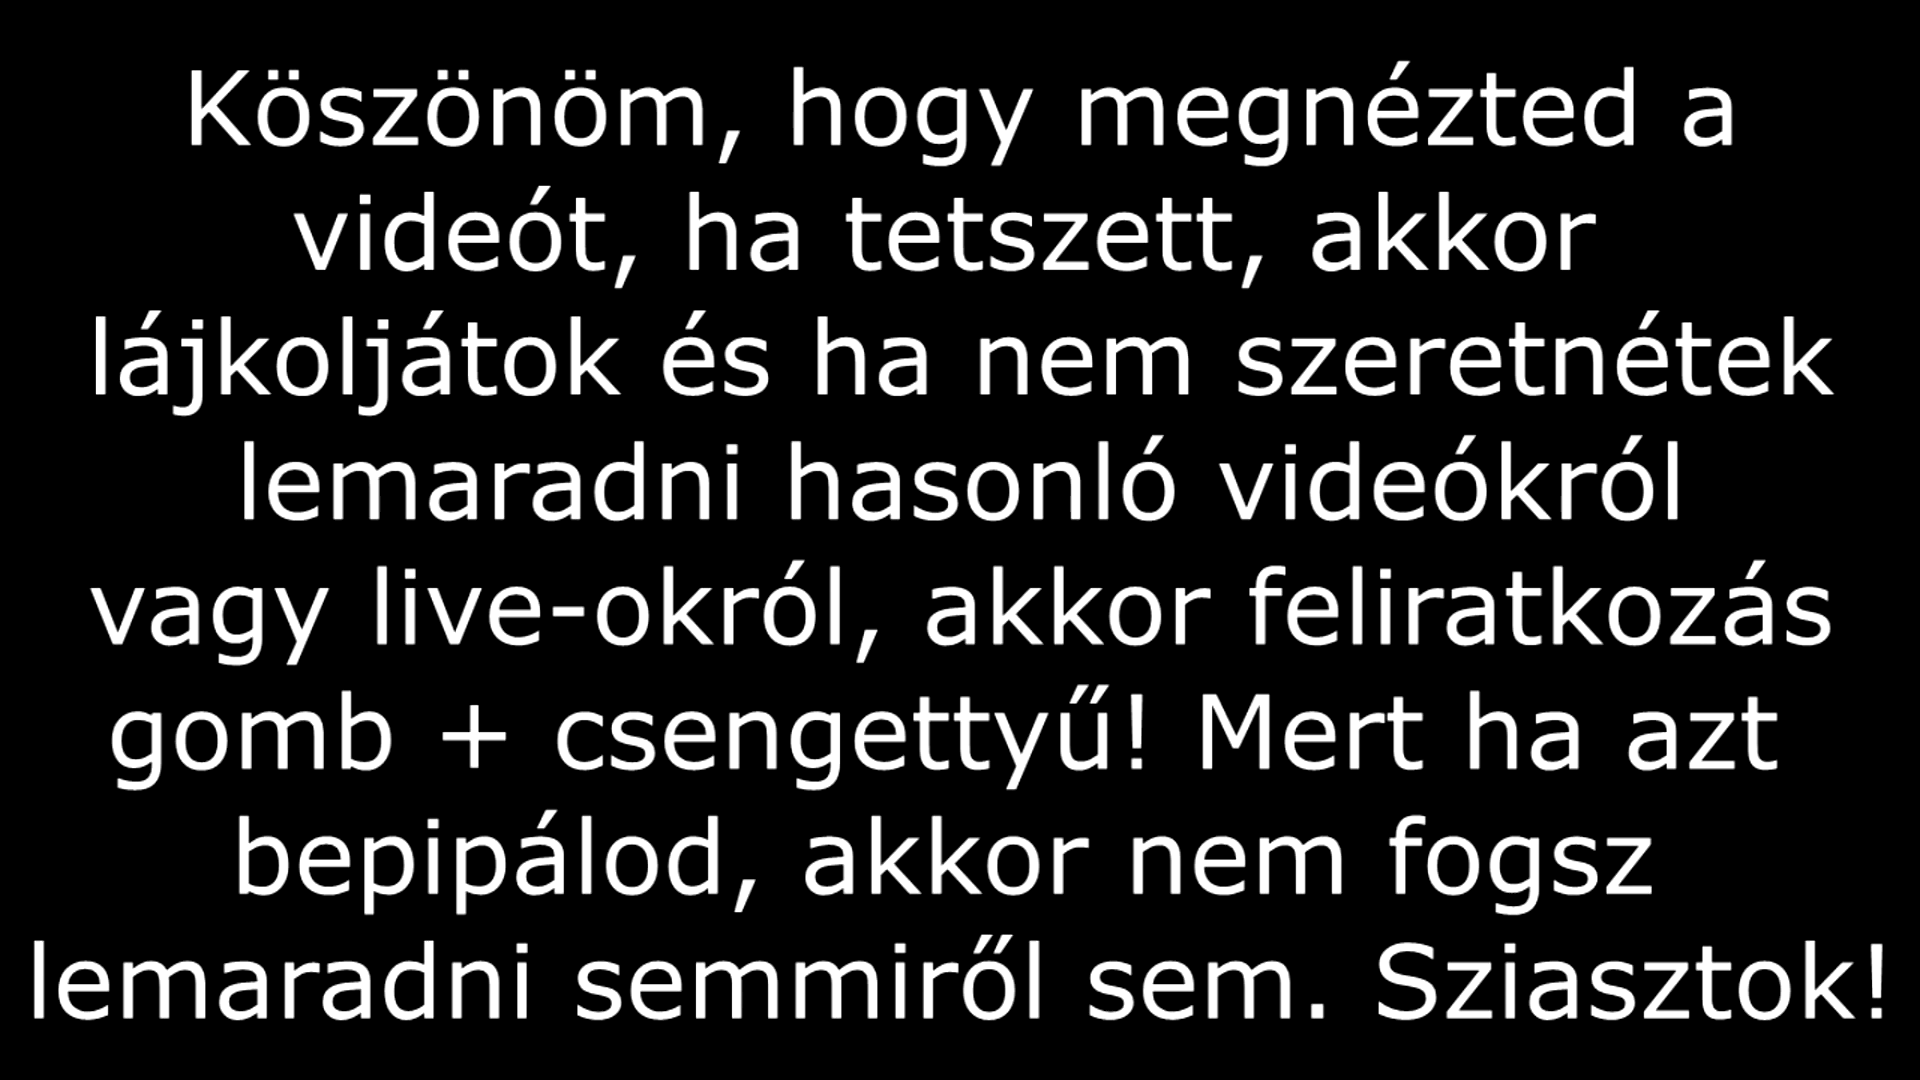 Köszönöm, hogy megnézted a
videót, ha tetszett, akkor
lájkoljátok és ha nem szeretnétek
lemaradni hasonló videókról
vagy live-okról, akkor feliratkozás
gomb + csengettyű! Mert ha azt
bepipálod, akkor nem fogsz
lemaradni semmiről sem. Sziasztok!